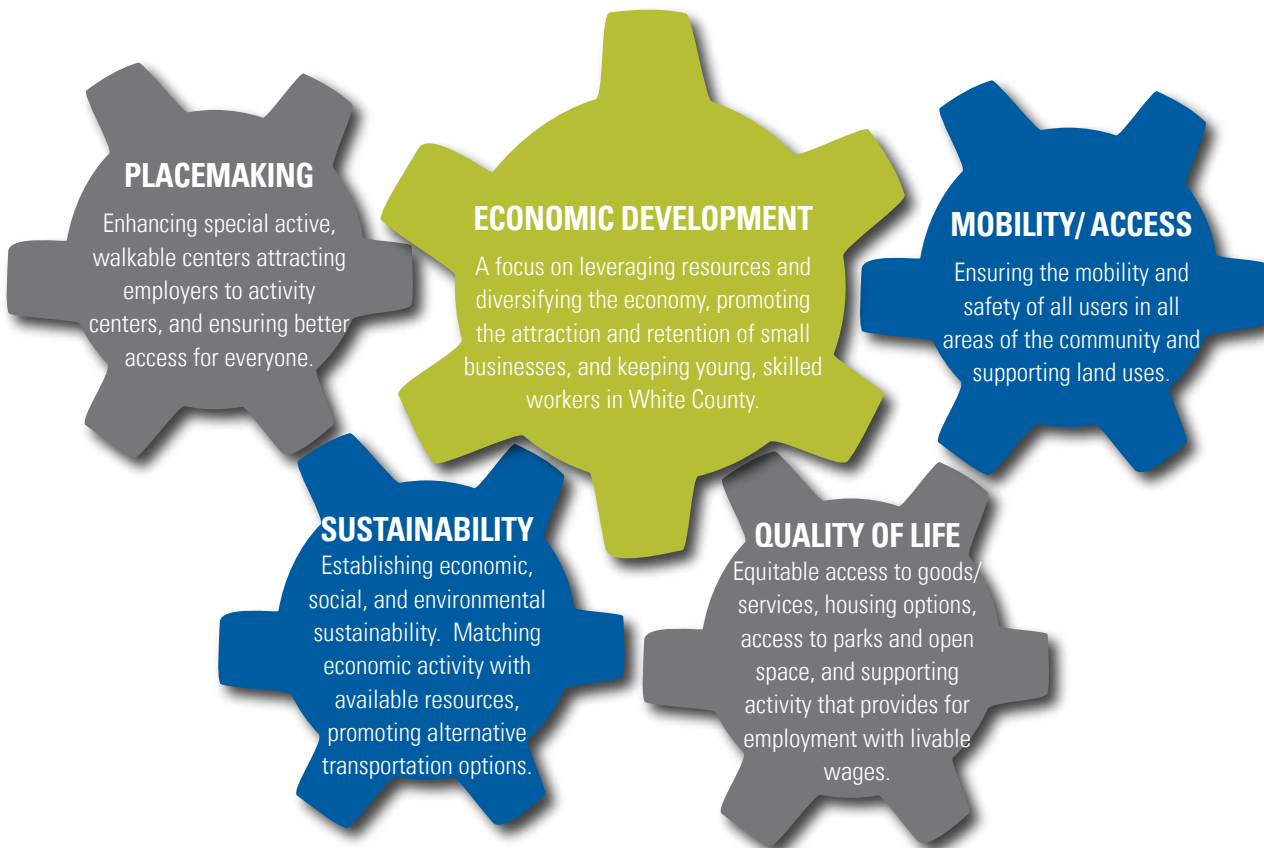 PLACEMAKING
Enhancing special active,
walkable centers attracting
employers to activity
centers, and ensuring better
access for everyone.
ECONOMIC DEVELOPMENT
A focus on leveraging resources and
diversifying the economy, promoting
the attraction and retention of small
businesses, and keeping young, skilled
workers in White County.
MOBILITY/ ACCESS
Ensuring the mobility and
safety of all users in all
areas of the community and
supporting land uses.
SUSTAINABILITY
Establishing economic,
social, and environmental
sustainability.  Matching
economic activity with
available resources,
promoting alternative
transportation options.
QUALITY OF LIFE
Equitable access to goods/
services, housing options,
access to parks and open
space, and supporting
activity that provides for
employment with livable
wages.